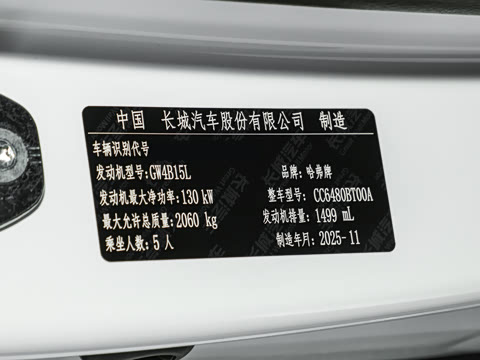 中国 长城汽车股份有限公司 制造
车辆识别代号
发动机型号:GW4B15L 品牌:哈弗牌
发动机最大净功率:130 kW 整车型号:CC6480BT00A
最大允许总质量:2060 kg 发动机排量:1499 mL
乘坐人数:5人 制造年月:2025-11